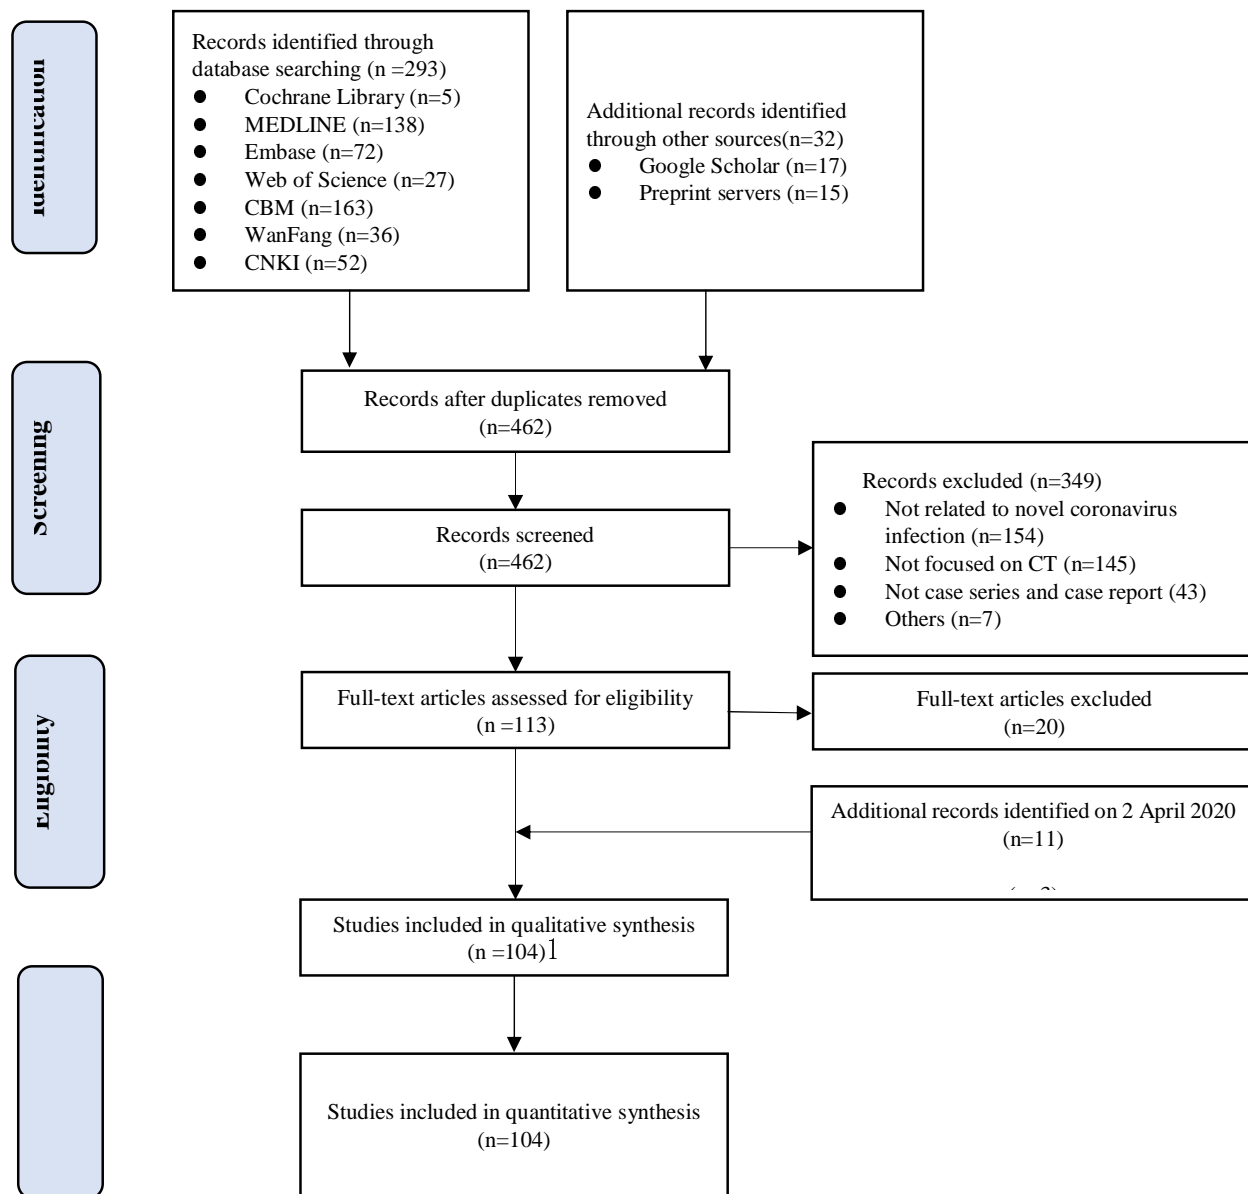 Identification
Records identified through
database searching (n =293)
● Cochrane Library (n=5)
● MEDLINE (n=138)
● Embase (n=72)
● Web of Science (n=27)
● CBM (n=163)
● WanFang (n=36)
● CNKI (n=52)
Additional records identified
through other sources(n=32)
● Google Scholar (n=17)
● Preprint servers (n=15)
Screening
Records after duplicates removed
(n=462)
Records screened
(n=462)
Records excluded (n=349)
● Not related to novel coronavirus
infection (n=154)
● Not focused on CT (n=145)
● Not case series and case report (43)
● Others (n=7)
Eligibility
Full-text articles assessed for eligibility
(n =113)
Full-text articles excluded
(n=20)
Additional records identified on 2 April 2020
(n=11)
Studies included in qualitative synthesis
(n =104)1
Studies included in quantitative synthesis
(n=104)